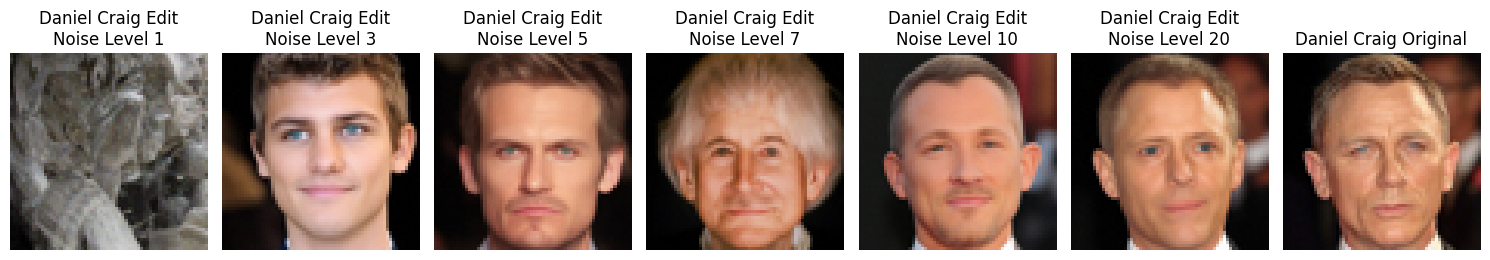 Daniel Craig Edit
Noise Level 1
Daniel Craig Edit
Noise Level 3
Daniel Craig Edit
Noise Level 5
Daniel Craig Edit
Noise Level 7
Daniel Craig Edit
Noise Level 10
Daniel Craig Edit
Noise Level 20
Daniel Craig Original